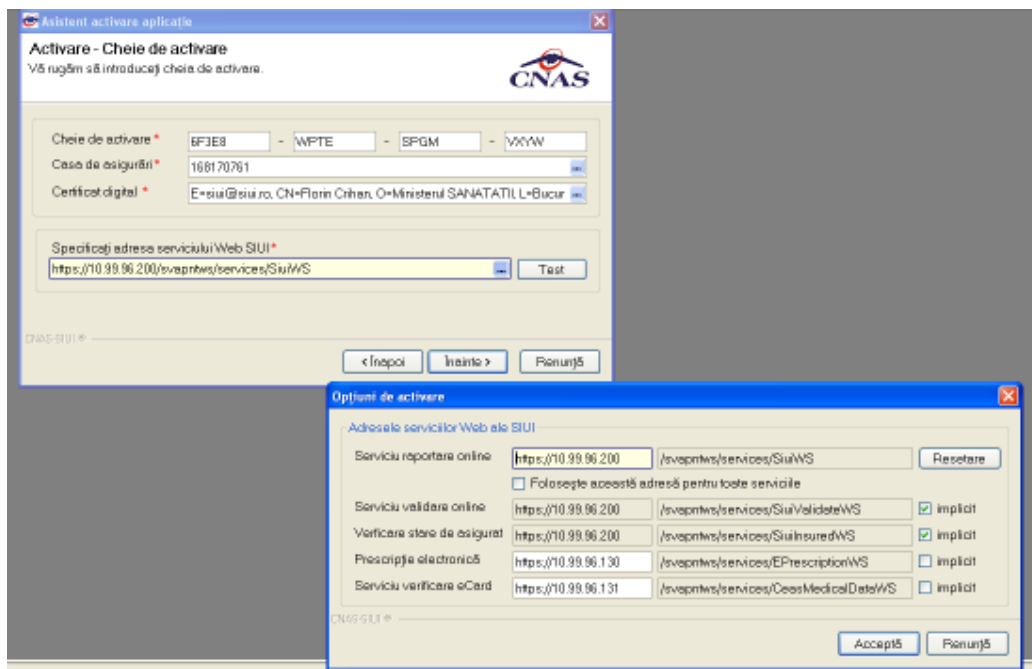 Asistent activare aplicație
Activare - Cheie de activare
Vă rugăm să introduceți cheia de activare.
CNAS
Cheie de activare * 6F3E8 - WPTE - SPGM - VXYW
Casa de asigurări * 168170761 ...
Certificat digital * E=siui@siui.ro, CN=Florin Crihan, O=Ministerul SANATATII, L=Bucur ...
Specificați adresa serviciului Web SIUI*
https://10.99.96.200/svapntws/services/SiuiWS ... Test
CNAS-SIUI ®
< Înapoi Înainte > Renunță
Opțiuni de activare
Adresele serviciilor Web ale SIUI
Serviciu raportare online https://10.99.96.200 /svapntws/services/SiuiWS Resetare
Folosește această adresă pentru toate serviciile
Serviciu validare online https://10.99.96.200 /svapntws/services/SiuiValidateWS implicit
Verificare stare de asigurat https://10.99.96.200 /svapntws/services/SiuiInsuredWS implicit
Prescripție electronică https://10.99.96.130 /svapntws/services/EPrescriptionWS implicit
Serviciu verificare eCard https://10.99.96.131 /svapntws/services/CeasMedicalDataWS implicit
CNAS-SIUI ®
Acceptă Renunță